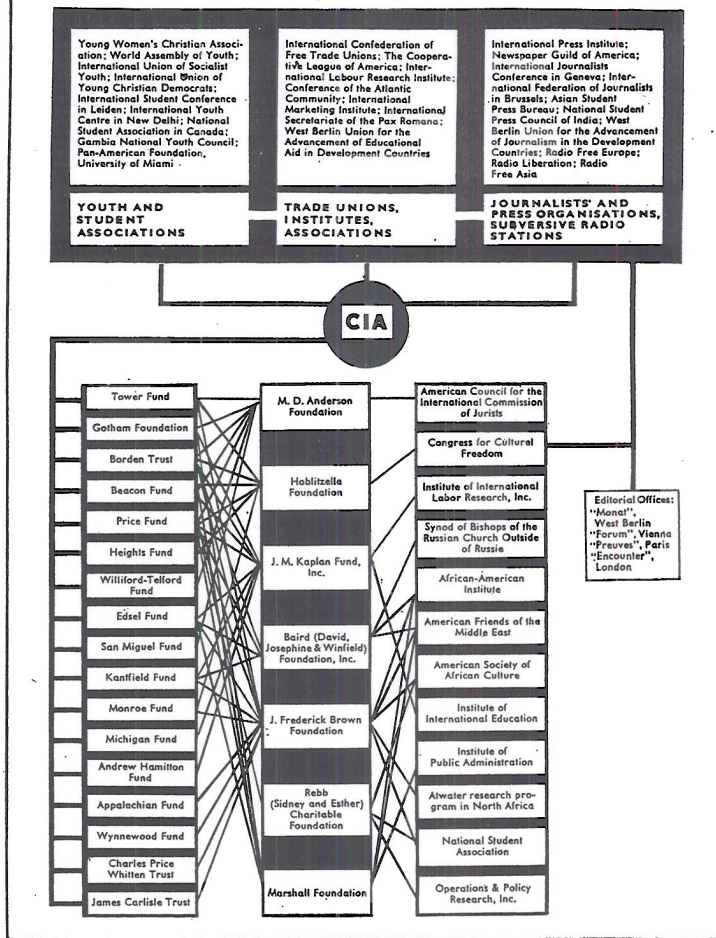 Young Women's Christian Associ-
ation; World Assembly of Youth;
International Union of Socialist
Youth; International Union of
Young Christian Democrats;
International Student Conference
in Leiden; International Youth
Centre in New Delhi; National
Student Association in Canada;
Gambia National Youth Council;
Pan-American Foundation,
University of Miami
YOUTH AND
STUDENT
ASSOCIATIONS
International Confederation of
Free Trade Unions; The Coopera-
tive League of America; Inter-
national Labour Research Institute;
Conference of the Atlantic
Community; International
Marketing Institute; International
Secretariate of the Pax Romana;
West Berlin Union for the
Advancement of Educational
Aid in Development Countries
TRADE UNIONS,
INSTITUTES,
ASSOCIATIONS
International Press Institute;
Newspaper Guild of America;
International Journalists
Conference in Geneva; Inter-
national Federation of Journalists
in Brussels; Asian Student
Press Bureau; National Student
Press Council of India; West
Berlin Union for the Advancement
of Journalism in the Development
Countries; Radio Free Europe;
Radio Liberation; Radio
Free Asia
JOURNALISTS' AND
PRESS ORGANISATIONS,
SUBVERSIVE RADIO
STATIONS
CIA
Tower Fund
Gotham Foundation
Borden Trust
Beacon Fund
Price Fund
Heights Fund
Williford-Telford
Fund
Edsel Fund
San Miguel Fund
Kantfield Fund
Monroe Fund
Michigan Fund
Andrew Hamilton
Fund
Appalachian Fund
Wynnewood Fund
Charles Price
Whitten Trust
James Carlisle Trust
M. D. Anderson
Foundation
Hoblitzelle
Foundation
J. M. Kaplan Fund,
Inc.
Baird (David,
Josephine & Winfield)
Foundation, Inc.
J. Frederick Brown
Foundation
Rebb
(Sidney and Esther)
Charitable
Foundation
Marshall Foundation
American Council for the
International Commission
of Jurists
Congress for Cultural
Freedom
Institute of International
Labor Research, Inc.
Synod of Bishops of the
Russian Church Outside
of Russie
African-American
Institute
American Friends of the
Middle East
American Society of
African Culture
Institute of
International Education
Institute of
Public Administration
Atwater research pro-
gram in North Africa
National Student
Association
Operations & Policy
Research, Inc.
Editorial Offices:
"Monat",
West Berlin
"Forum", Vienna
"Preuves", Paris
"Encounter",
London